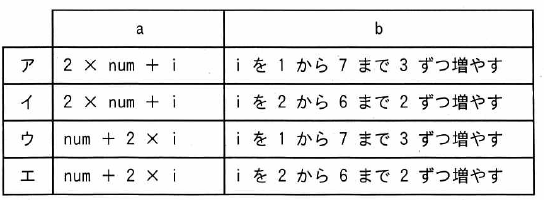 a b
ア 2 × num + i i を 1 から 7 まで 3 ずつ増やす
イ 2 × num + i i を 2 から 6 まで 2 ずつ増やす
ウ num + 2 × i i を 1 から 7 まで 3 ずつ増やす
エ num + 2 × i i を 2 から 6 まで 2 ずつ増やす